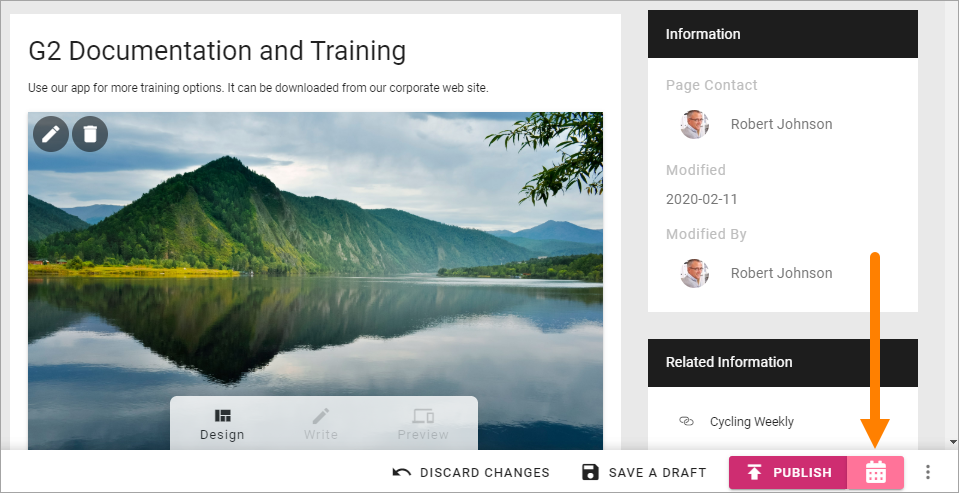 G2 Documentation and Training
Use our app for more training options. It can be downloaded from our corporate web site.
Design
Write
Preview
Information
Page Contact
Robert Johnson
Modified
2020-02-11
Modified By
Robert Johnson
Related Information
Cycling Weekly
DISCARD CHANGES
SAVE A DRAFT
PUBLISH